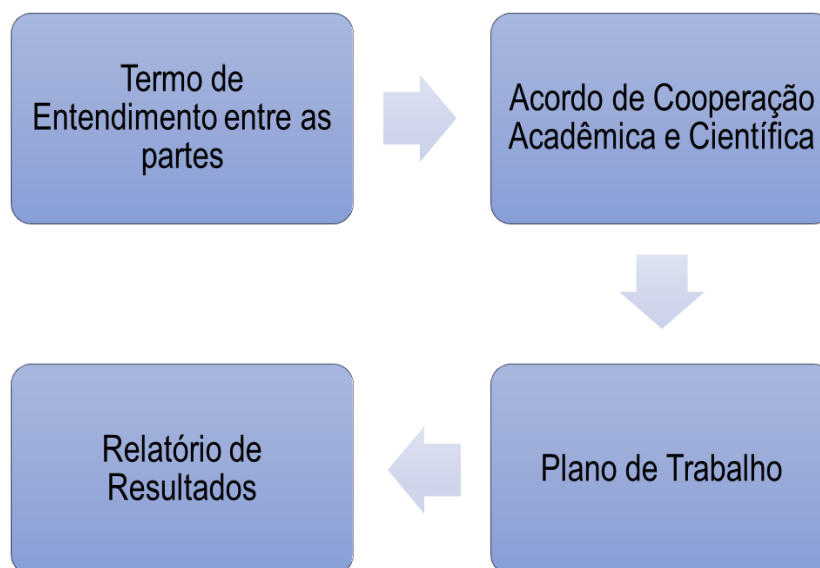 Termo de
Entendimento entre as
partes
Acordo de Cooperação
Acadêmica e Científica
Plano de Trabalho
Relatório de
Resultados